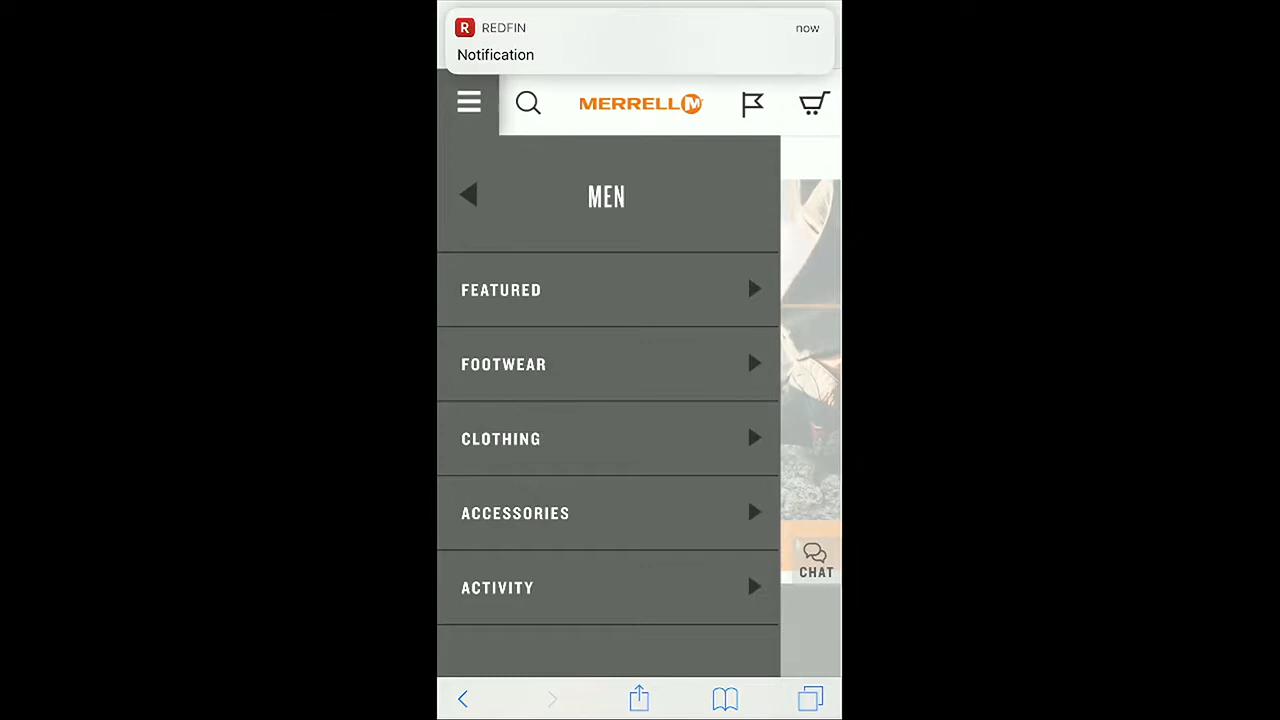 R REDFIN now
Notification
MERRELL M
MEN
FEATURED
FOOTWEAR
CLOTHING
ACCESSORIES
ACTIVITY
CHAT